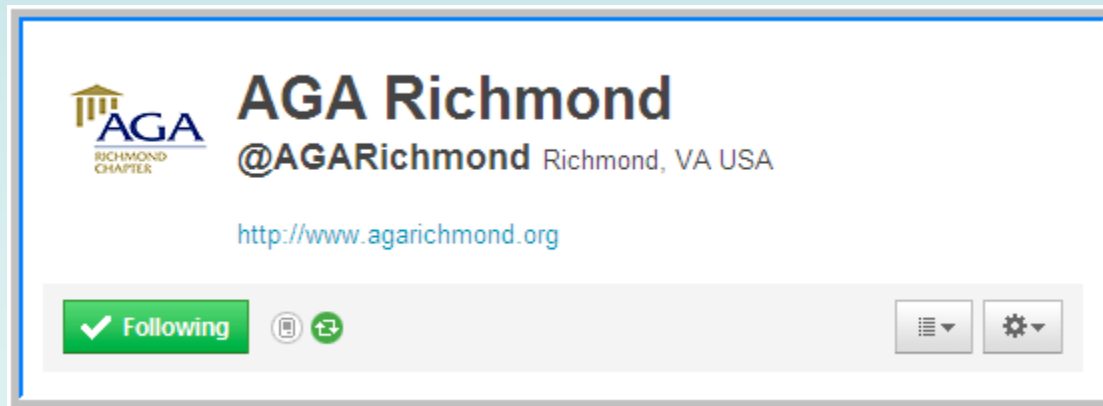 AGA
RICHMOND
CHAPTER
AGA Richmond
@AGARichmond Richmond, VA USA
http://www.agarichmond.org
Following